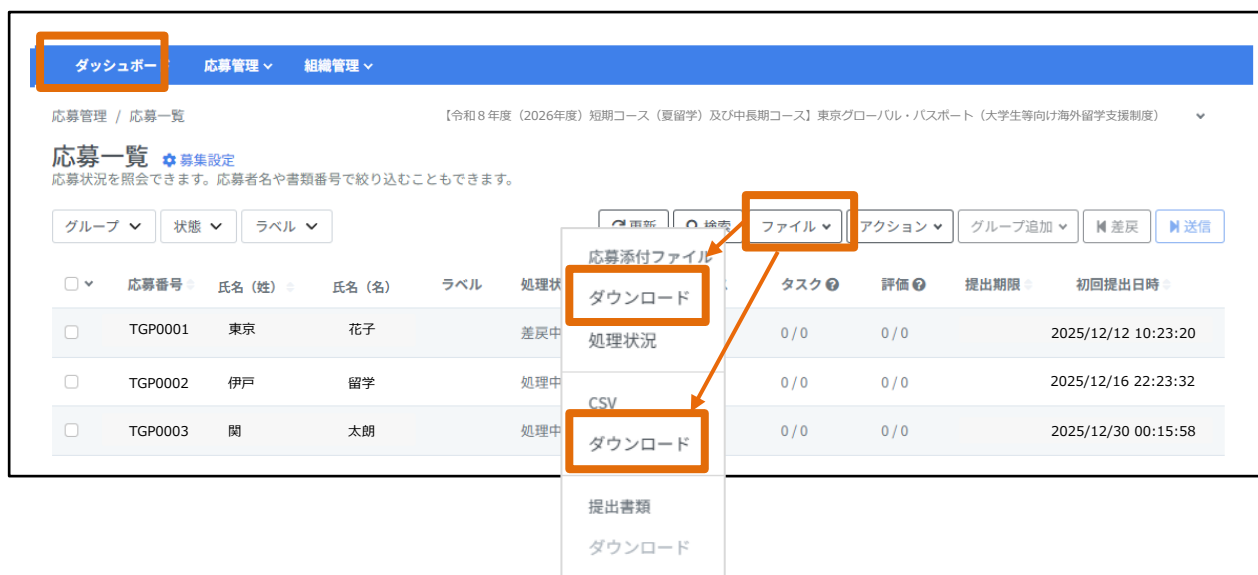 ダッシュボー 応募管理 組織管理
応募管理 / 応募一覧 【令和8年度（2026年度）短期コース（夏留学）及び中長期コース】東京グローバル・パスポート（大学生等向け海外留学支援制度）
応募一覧 募集設定
応募状況を照会できます。応募者名や書類番号で絞り込むこともできます。
グループ 状態 ラベル 更新 検索 ファイル アクション グループ追加 差戻 送信
応募添付ファイル
ダウンロード
処理状況
CSV
ダウンロード
提出書類
ダウンロード
応募番号 氏名（姓） 氏名（名） ラベル 処理状 タスク 評価 提出期限 初回提出日時
TGP0001 東京 花子 差戻中 0 / 0 0 / 0 2025/12/12 10:23:20
TGP0002 伊戸 留学 処理中 0 / 0 0 / 0 2025/12/16 22:23:32
TGP0003 関 太朗 処理中 0 / 0 0 / 0 2025/12/30 00:15:58